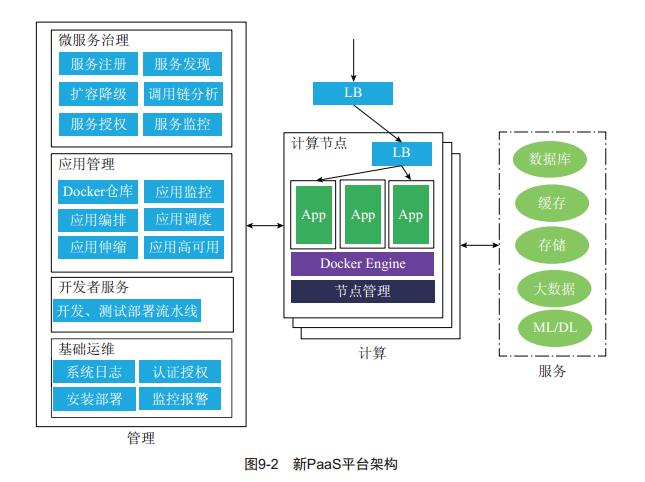 微服务治理
服务注册 服务发现
扩容降级 调用链分析
服务授权 服务监控
应用管理
Docker仓库 应用监控
应用编排 应用调度
应用伸缩 应用高可用
开发者服务
开发、测试部署流水线
基础运维
系统日志 认证授权
安装部署 监控报警
管理
LB
计算节点
LB
App App App
Docker Engine
节点管理
计算
数据库
缓存
存储
大数据
ML/DL
服务
图9-2 新PaaS平台架构